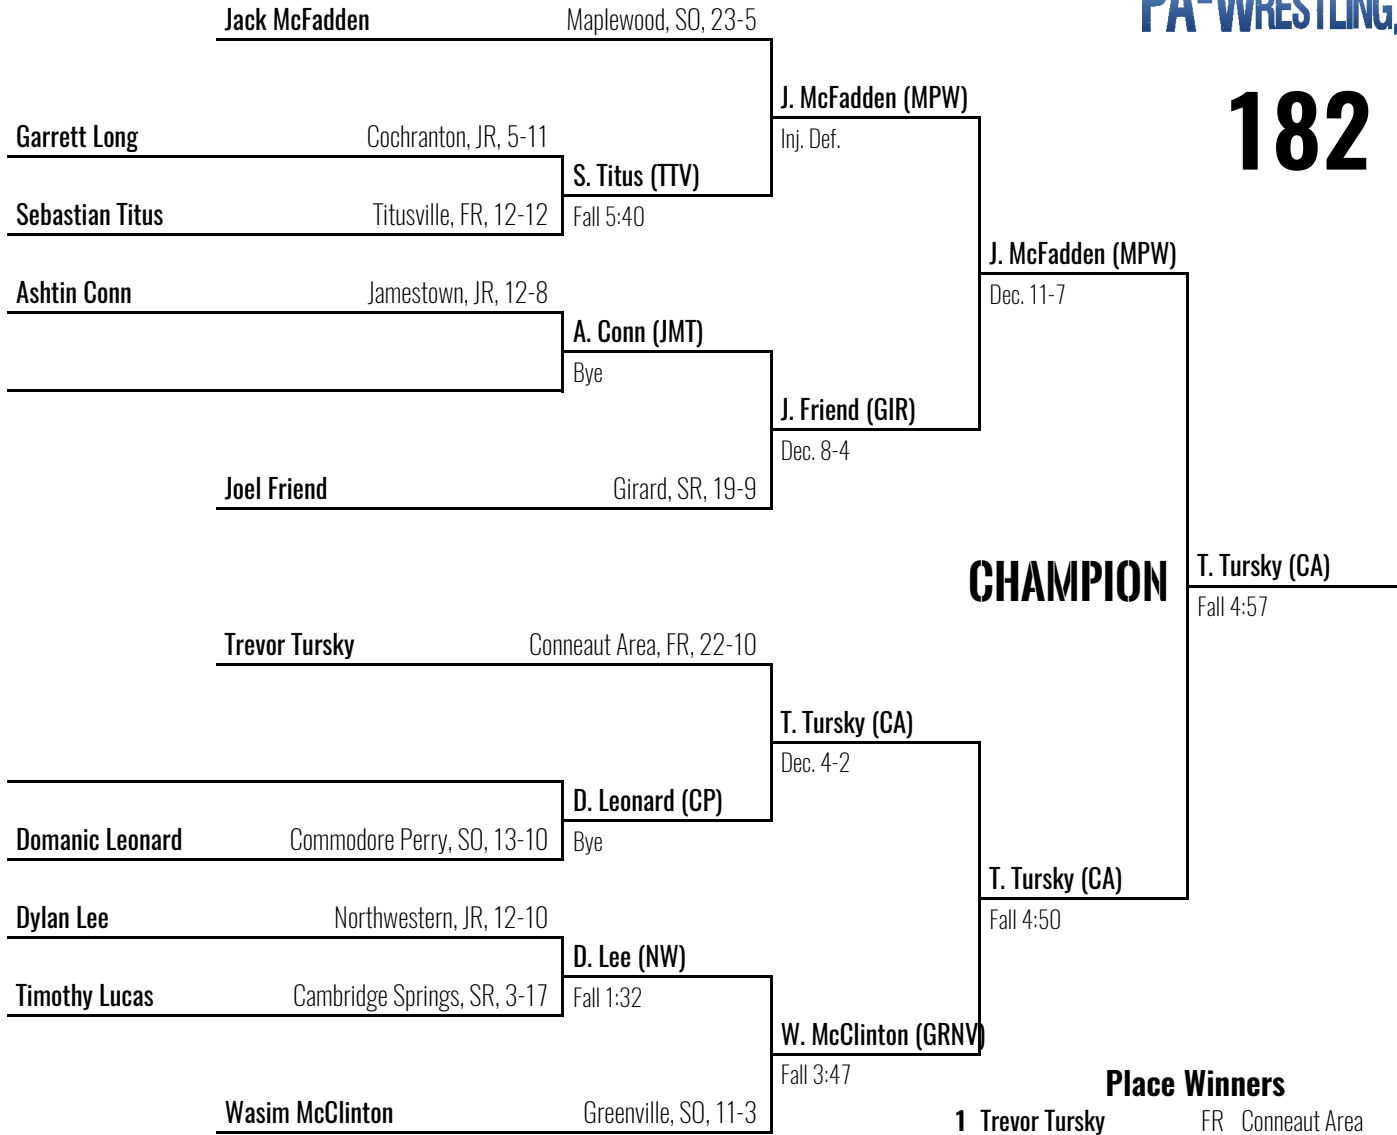 PA-WRESTLING.
182
Jack McFadden Maplewood, SO, 23-5
J. McFadden (MPW)
Inj. Def.
Garrett Long Cochranton, JR, 5-11
S. Titus (TTV)
Fall 5:40
Sebastian Titus Titusville, FR, 12-12
J. McFadden (MPW)
Dec. 11-7
Ashtin Conn Jamestown, JR, 12-8
A. Conn (JMT)
Bye
J. Friend (GIR)
Dec. 8-4
Joel Friend Girard, SR, 19-9
CHAMPION
T. Tursky (CA)
Fall 4:57
Trevor Tursky Conneaut Area, FR, 22-10
T. Tursky (CA)
Dec. 4-2
D. Leonard (CP)
Bye
Domanic Leonard Commodore Perry, SO, 13-10
T. Tursky (CA)
Fall 4:50
Dylan Lee Northwestern, JR, 12-10
D. Lee (NW)
Fall 1:32
Timothy Lucas Cambridge Springs, SR, 3-17
W. McClinton (GRNV)
Fall 3:47
Wasim McClinton Greenville, SO, 11-3
Place Winners
1 Trevor Tursky FR Conneaut Area